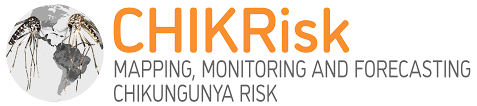 CHIKRisk
MAPPING, MONITORING AND FORECASTING
CHIKUNGUNYA RISK